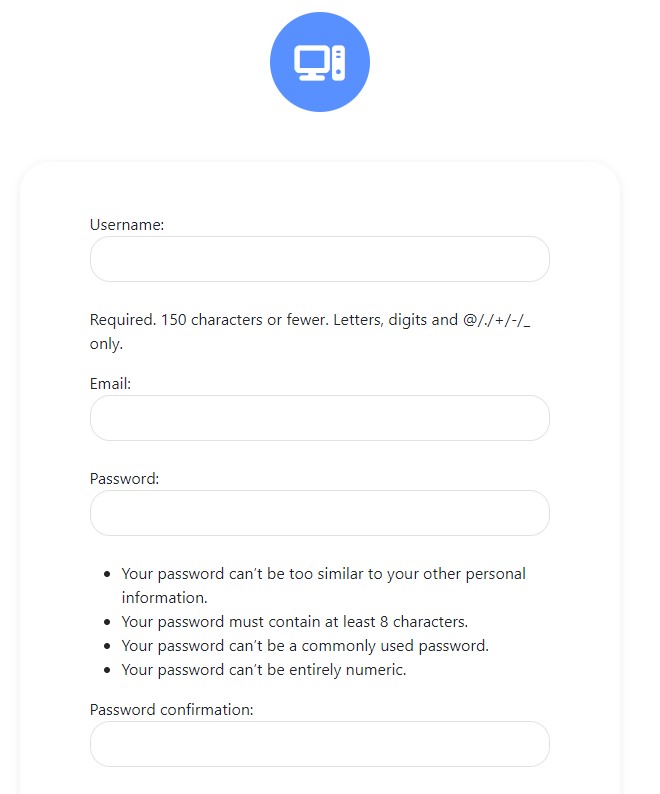 Username:
Required. 150 characters or fewer. Letters, digits and @/./+/-/_
only.
Email:
Password:
• Your password can’t be too similar to your other personal
information.
• Your password must contain at least 8 characters.
• Your password can’t be a commonly used password.
• Your password can’t be entirely numeric.
Password confirmation: